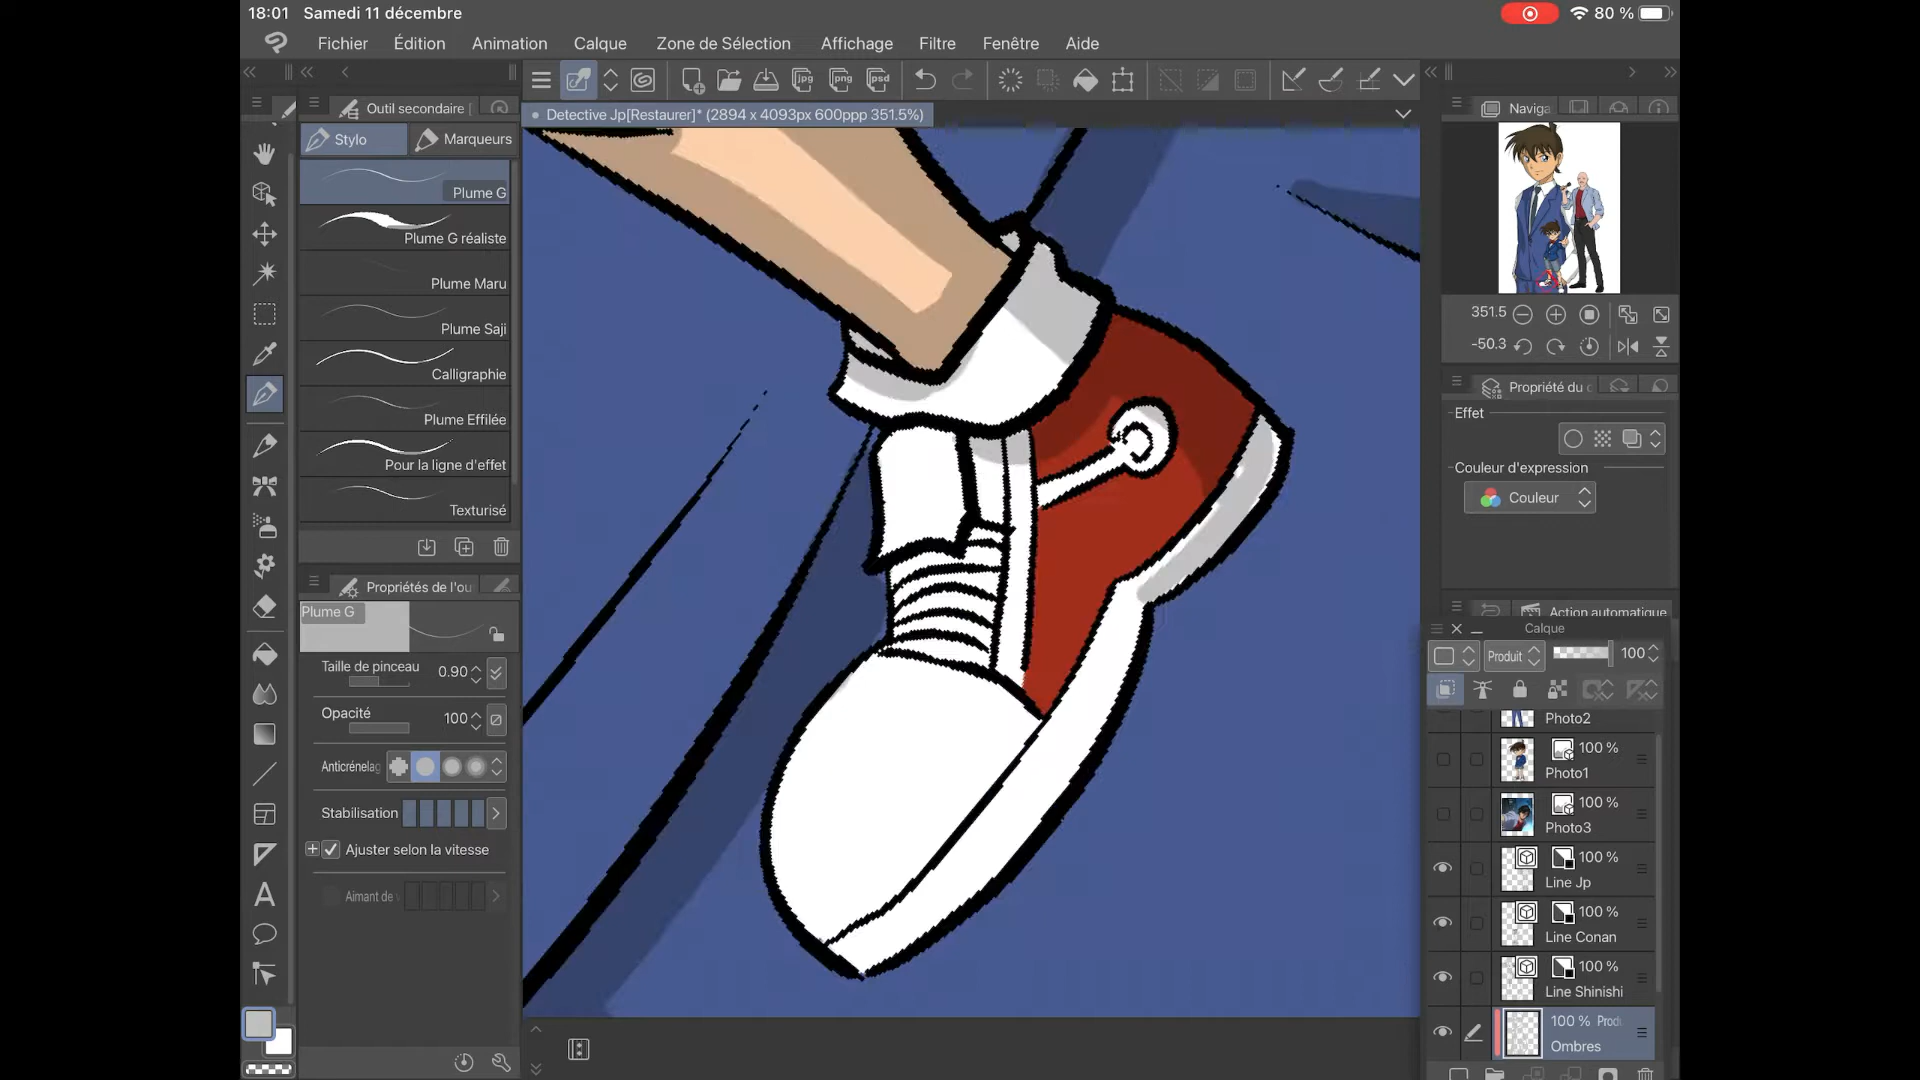 18:01 Samedi 11 décembre
80 %
Fichier Édition Animation Calque Zone de Sélection Affichage Filtre Fenêtre Aide
jpg png psd
Outil secondaire [
Detective Jp[Restaurer]* (2894 x 4093px 600ppp 351.5%)
Naviga
Stylo Marqueurs
Plume G
Plume G réaliste
Plume Maru
Plume Saji
Calligraphie
Plume Effilée
Pour la ligne d'effet
Texturisé
351.5
-50.3
Propriété du c
Effet
Couleur d'expression
Couleur
Propriétés de l'ou
Plume G
Taille de pinceau 0.90
Opacité 100
Anticrénelag
Stabilisation
Ajuster selon la vitesse
Aimant de
Action automatique
Calque
Produit 100
Photo2
100 %
Photo1
100 %
Photo3
100 %
Line Jp
100 %
Line Conan
100 %
Line Shinishi
100 % Prod
Ombres
A